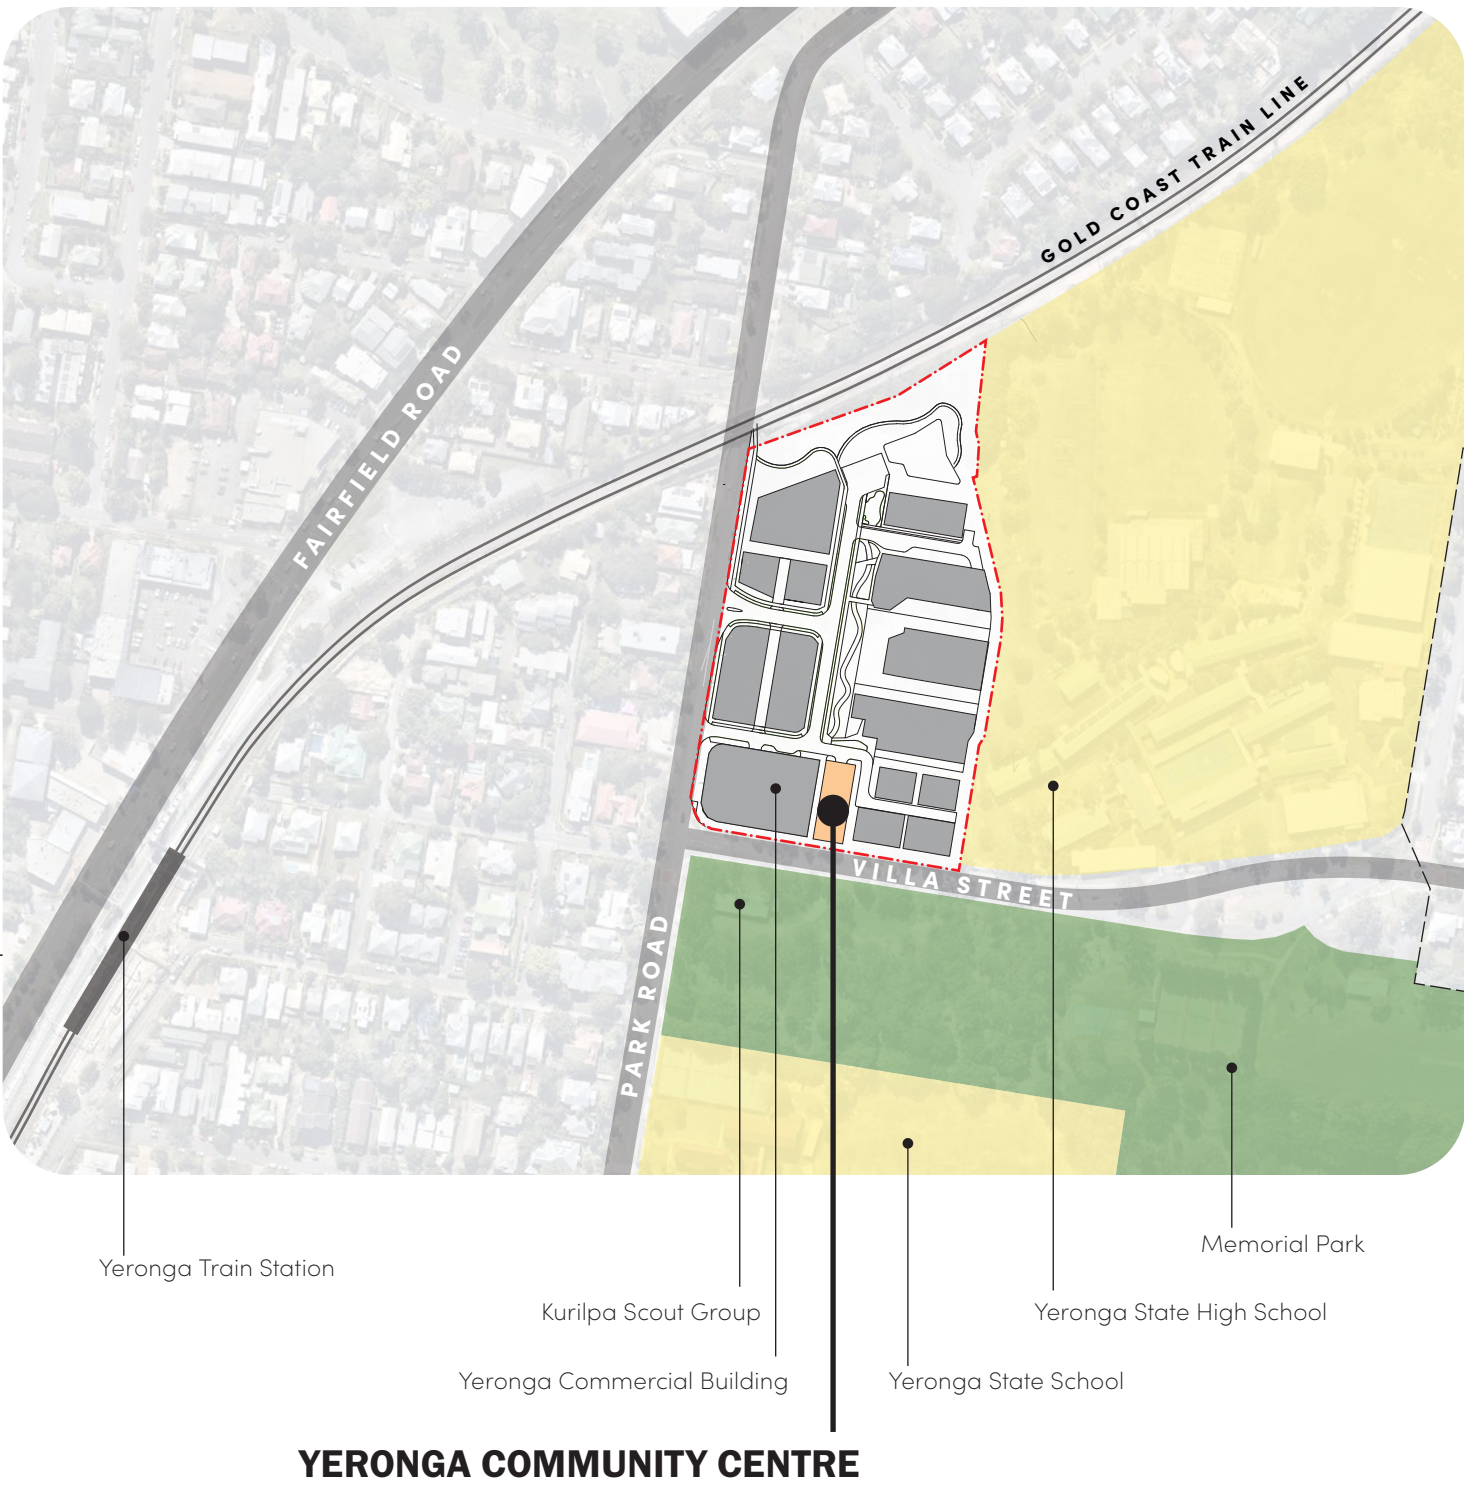 GOLD COAST TRAIN LINE
FAIRFIELD ROAD
VILLA STREET
PARK ROAD
Memorial Park
Yeronga Train Station
Kurilpa Scout Group
Yeronga State High School
Yeronga Commercial Building
Yeronga State School
YERONGA COMMUNITY CENTRE